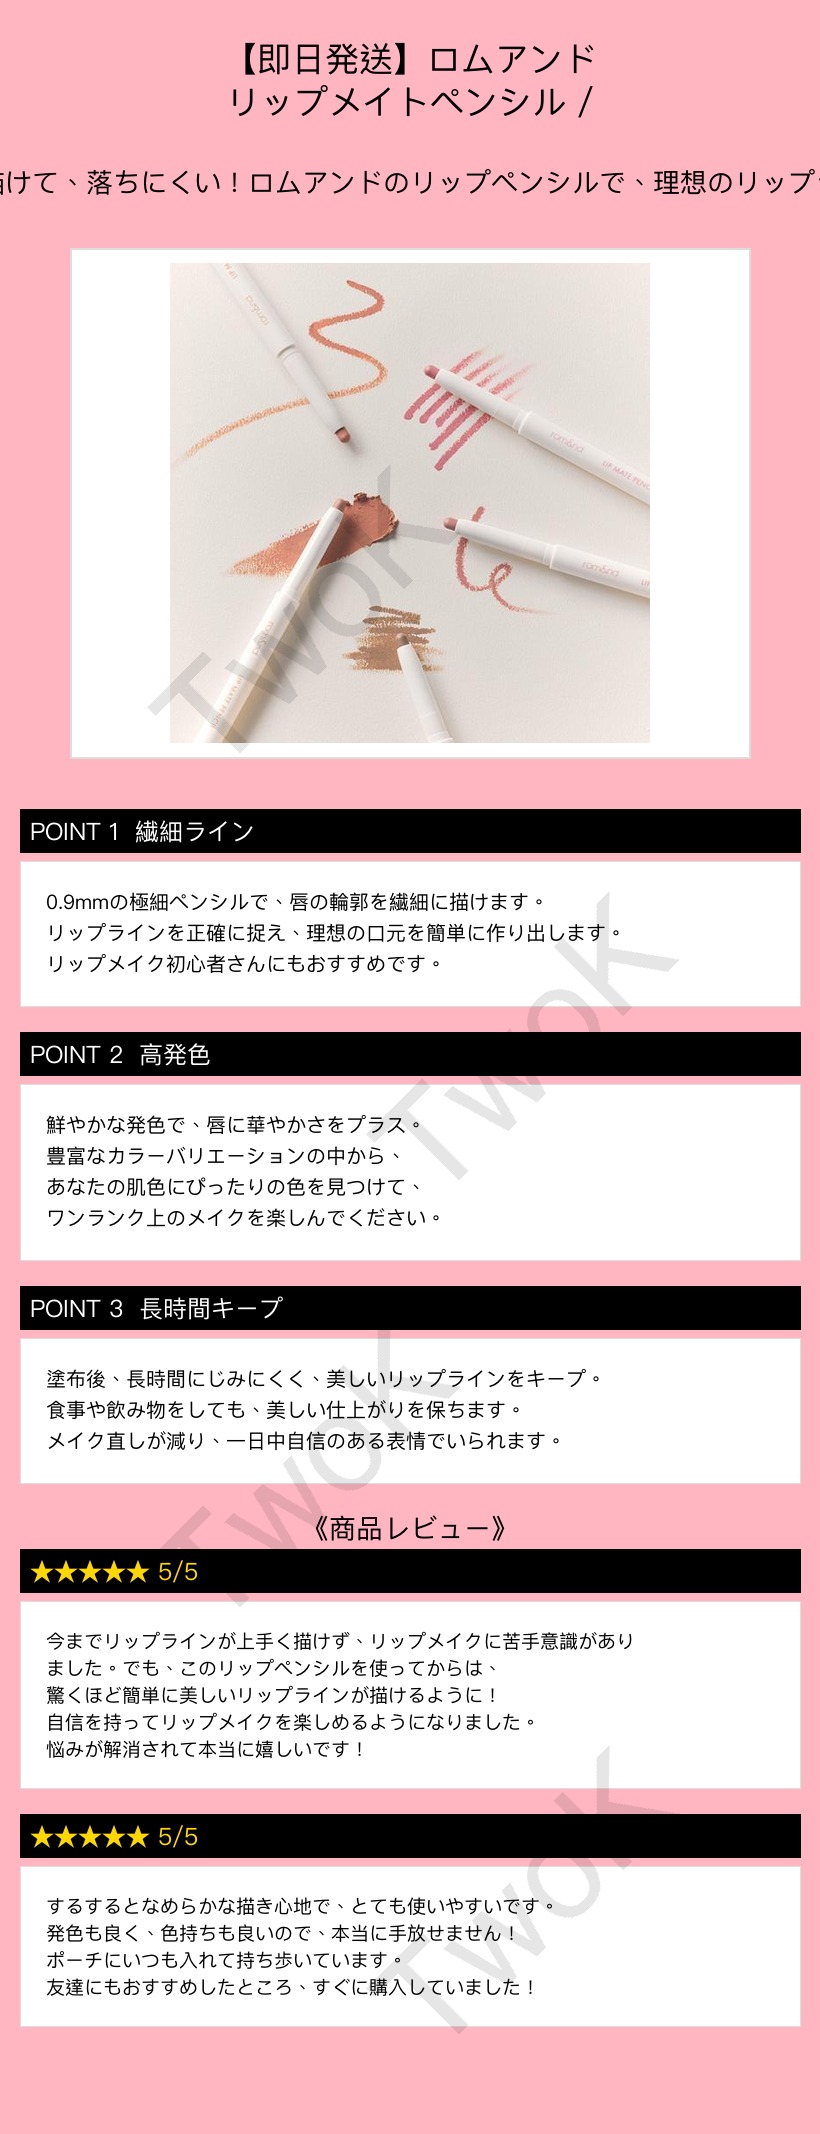 【即日発送】ロムアンド
リップメイトペンシル /
けて、落ちにくい！ロムアンドのリップペンシルで、理想のリップ
rom&nd
rom&nd
LIP MATE PENC
rom&nd
TwoK
POINT 1 繊細ライン
0.9mmの極細ペンシルで、唇の輪郭を繊細に描けます。
リップラインを正確に捉え、理想の口元を簡単に作り出します。
リップメイク初心者さんにもおすすめです。
TwoK
POINT 2 高発色
鮮やかな発色で、唇に華やかさをプラス。
豊富なカラーバリエーションの中から、
あなたの肌色にぴったりの色を見つけて、
ワンランク上のメイクを楽しんでください。
POINT 3 長時間キープ
塗布後、長時間にじみにくく、美しいリップラインをキープ。
食事や飲み物をしても、美しい仕上がりを保ちます。
メイク直しが減り、一日中自信のある表情でいられます。
TwoK
《商品レビュー》
★★★★★ 5/5
今までリップラインが上手く描けず、リップメイクに苦手意識があり
ました。でも、このリップペンシルを使ってからは、
驚くほど簡単に美しいリップラインが描けるように！
自信を持ってリップメイクを楽しめるようになりました。
悩みが解消されて本当に嬉しいです！
★★★★★ 5/5
するするとなめらかな描き心地で、とても使いやすいです。
発色も良く、色持ちも良いので、本当に手放せません！
ポーチにいつも入れて持ち歩いています。
友達にもおすすめしたところ、すぐに購入していました！
TwoK